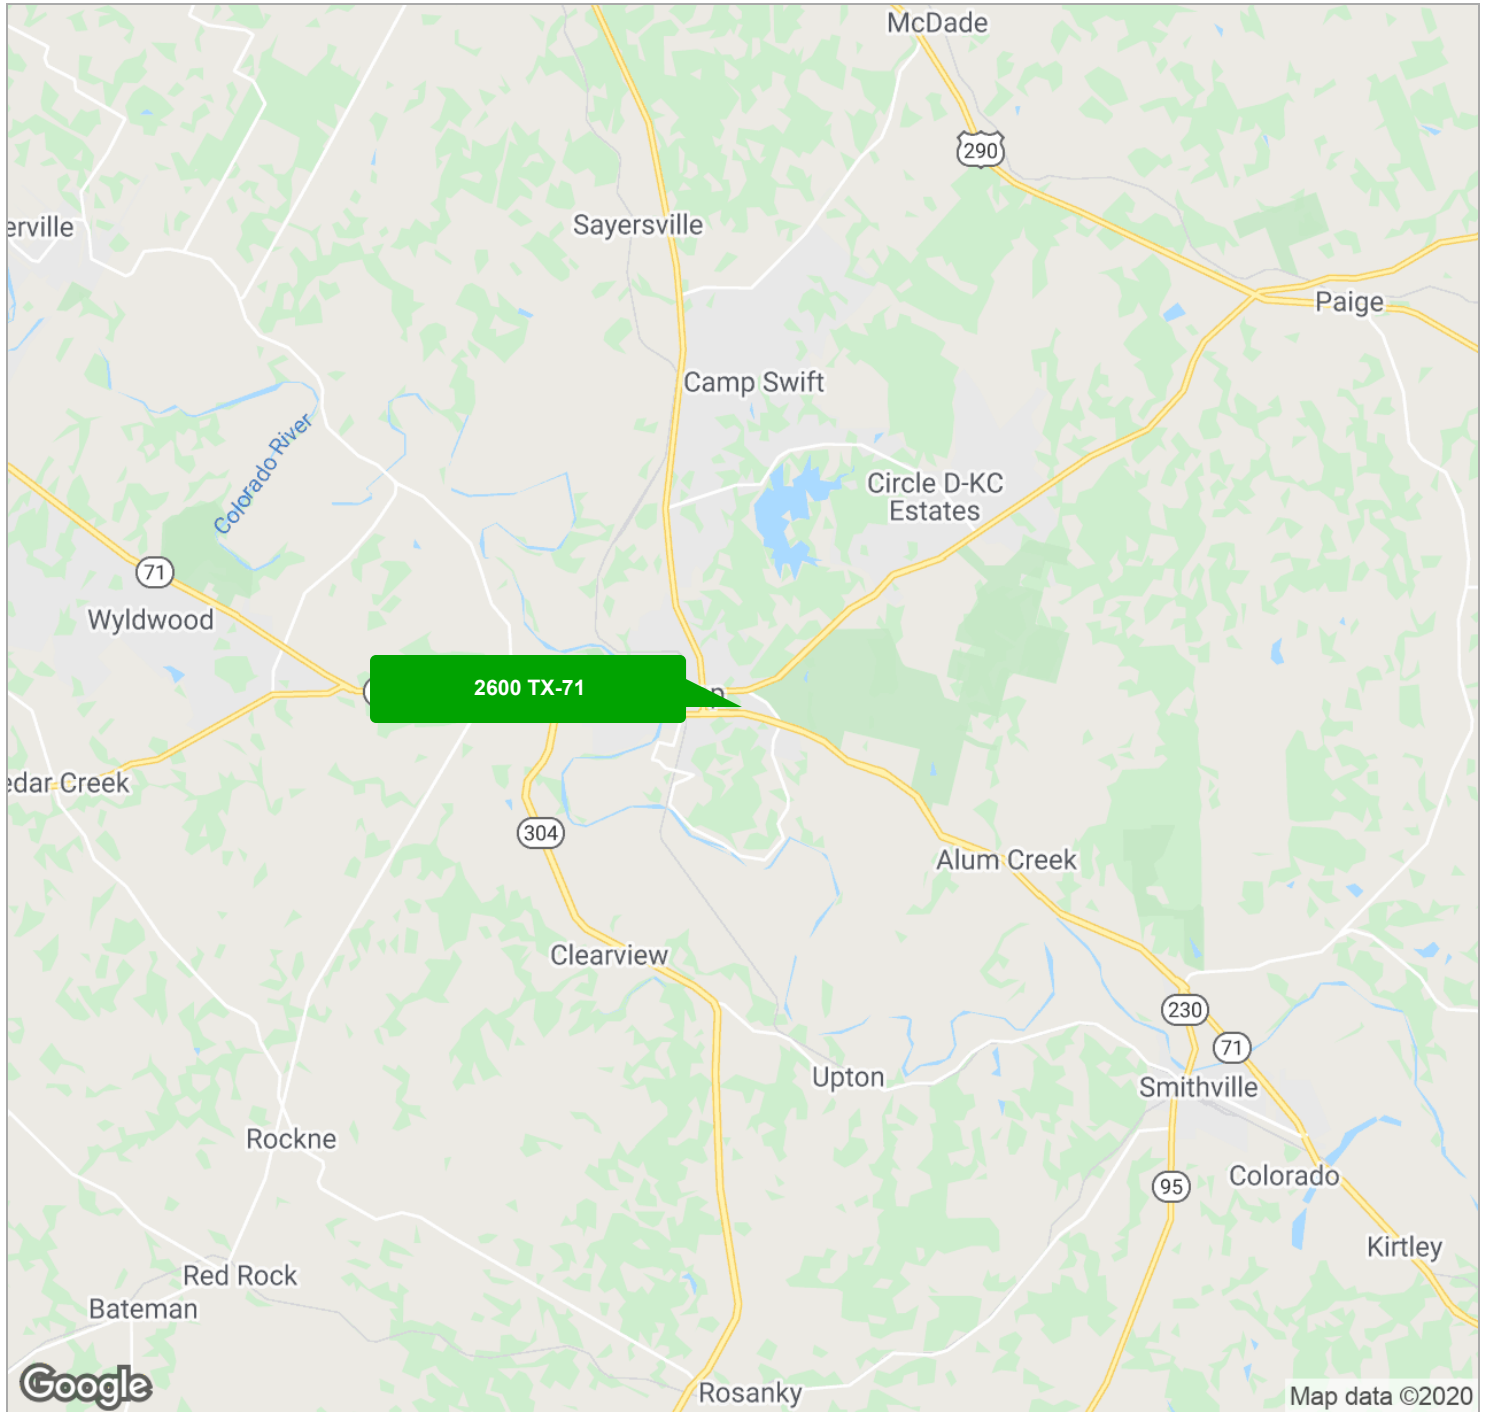 McDade
290
erville
Sayersville
Paige
Camp Swift
Colorado River
Circle D-KC
Estates
71
Wyldwood
2600 TX-71
p
edar Creek
304
Alum Creek
Clearview
230
71
Upton
Smithville
Rockne
Colorado
95
Kirtley
Red Rock
Bateman
Rosanky
Google
Map data ©2020